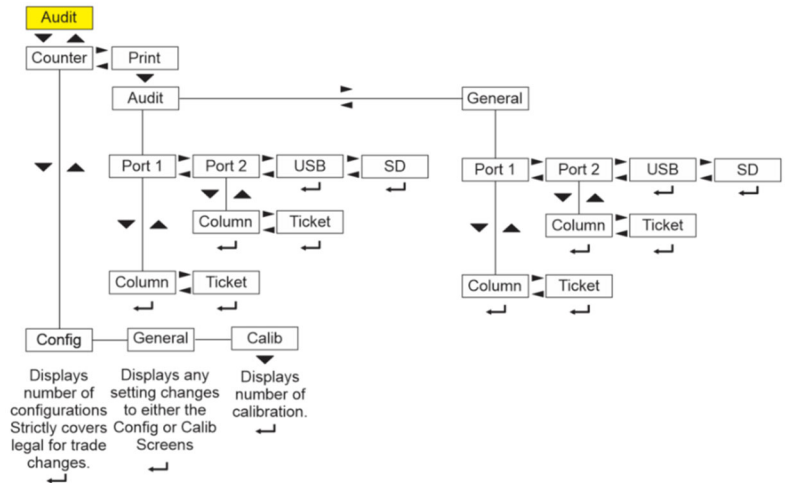 Audit
Counter
Print
Audit
General
Port 1
Port 2
USB
SD
Port 1
Port 2
USB
SD
Column
Ticket
Column
Ticket
Column
Ticket
Column
Ticket
Config
General
Calib
Displays
number of
configurations
Strictly covers
legal for trade
changes.
Displays any
setting changes
to either the
Config or Calib
Screens
Displays
number of
calibration.